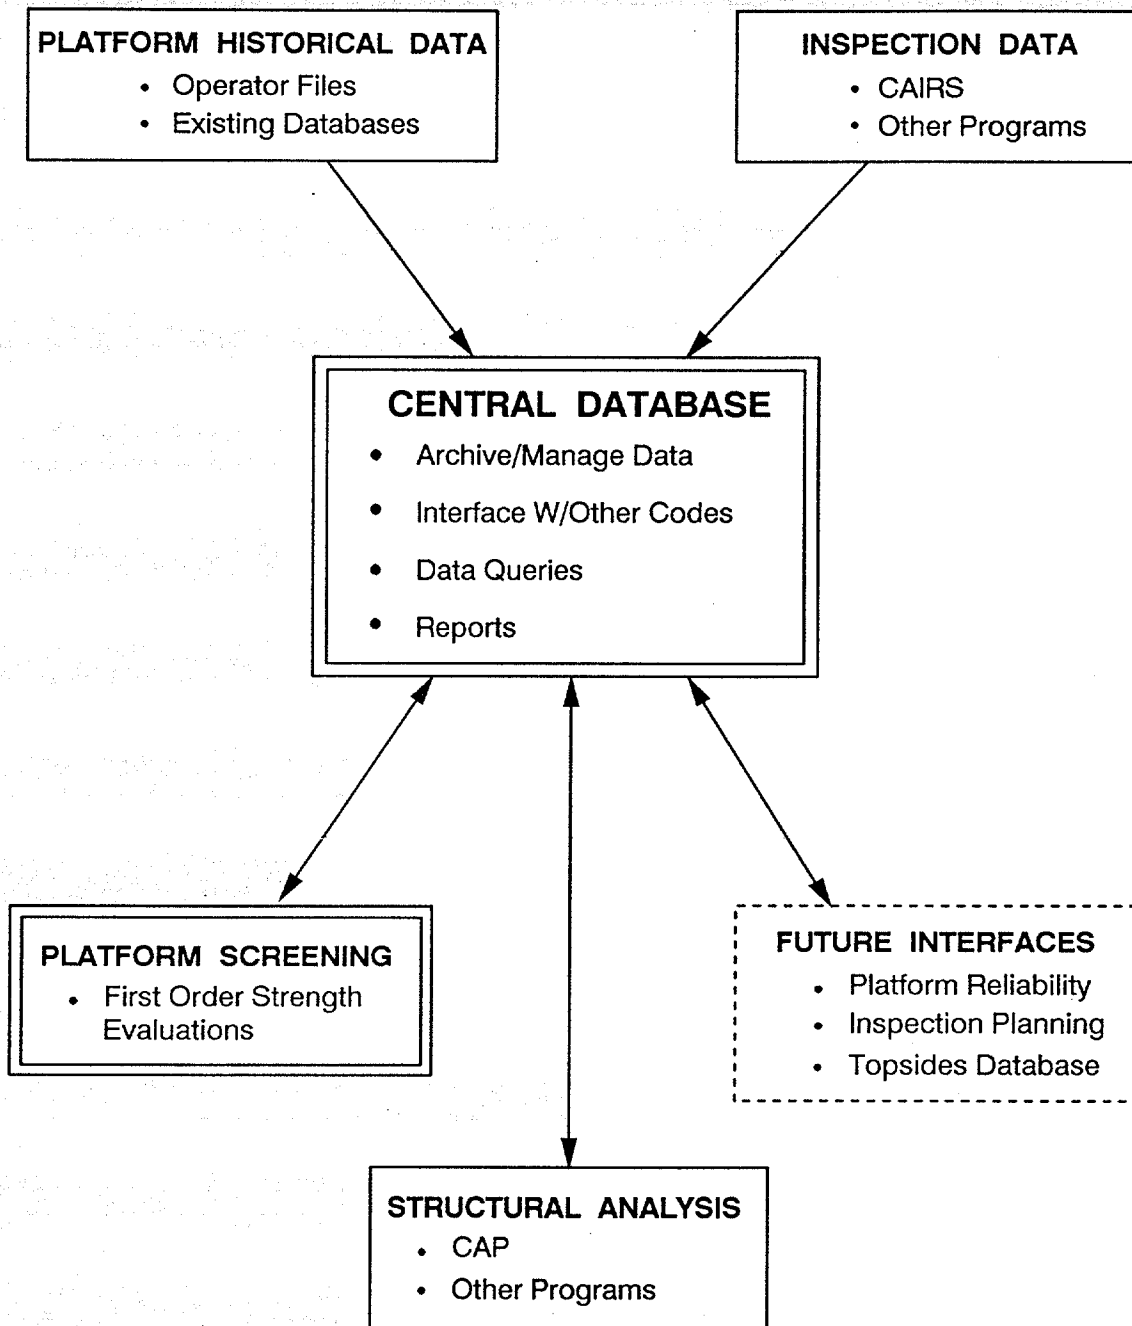 PLATFORM HISTORICAL DATA
• Operator Files
• Existing Databases
INSPECTION DATA
• CAIRS
• Other Programs
CENTRAL DATABASE
• Archive/Manage Data
• Interface W/Other Codes
• Data Queries
• Reports
PLATFORM SCREENING
• First Order Strength
Evaluations
FUTURE INTERFACES
• Platform Reliability
• Inspection Planning
• Topsides Database
STRUCTURAL ANALYSIS
• CAP
• Other Programs